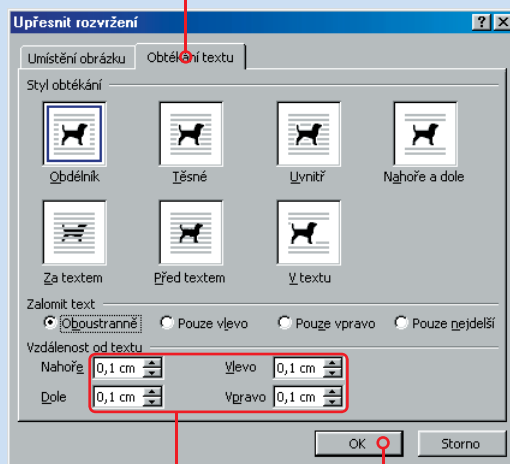 Upřesnit rozvržení
Umístění obrázku Obtékání textu
Styl obtékání
Obdélník Těsné Uvnitř Nahoře a dole
Za textem Před textem V textu
Zalomit text
Oboustranně Pouze vlevo Pouze vpravo Pouze nejdelší
Vzdálenost od textu
Nahoře 0,1 cm Vlevo 0,1 cm
Dole 0,1 cm Vpravo 0,1 cm
OK Storno